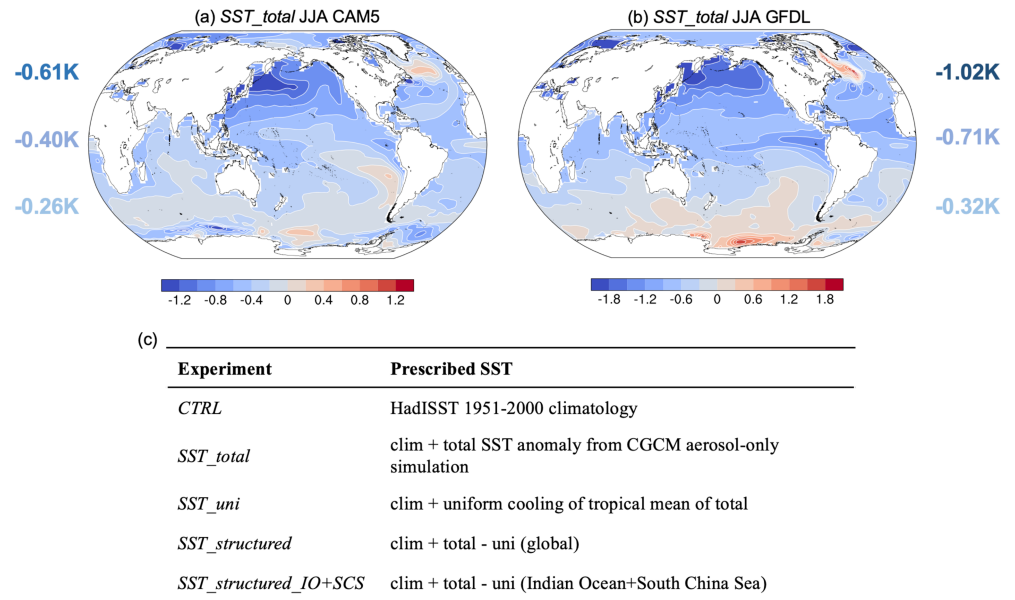 (a) SST_total JJA CAM5
(b) SST_total JJA GFDL
-0.61K
-1.02K
-0.40K
-0.71K
-0.26K
-0.32K
-1.2 -0.8 -0.4 0 0.4 0.8 1.2
-1.8 -1.2 -0.6 0 0.6 1.2 1.8
(c)
Experiment Prescribed SST
CTRL HadISST 1951-2000 climatology
SST_total clim + total SST anomaly from CGCM aerosol-only
simulation
SST_uni clim + uniform cooling of tropical mean of total
SST_structured clim + total - uni (global)
SST_structured_IO+SCS clim + total - uni (Indian Ocean+South China Sea)